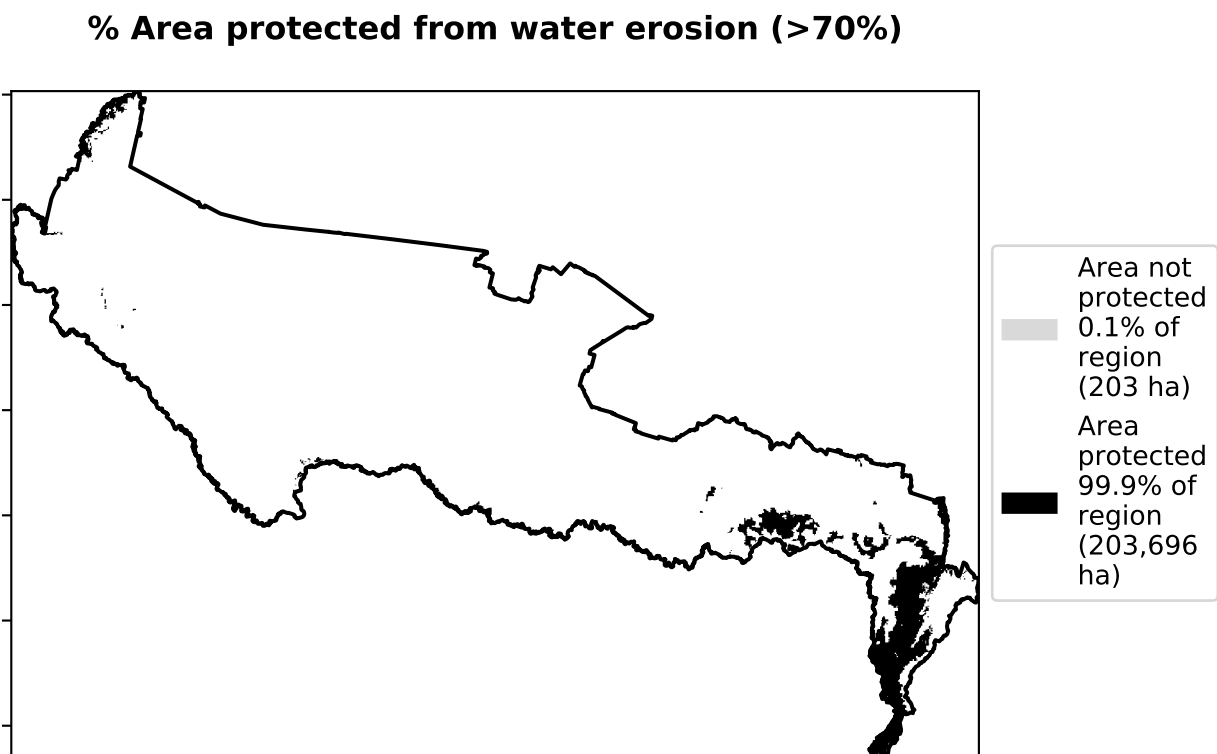 % Area protected from water erosion (>70%)
Area not
protected
0.1% of
region
(203 ha)
Area
protected
99.9% of
region
(203,696
ha)